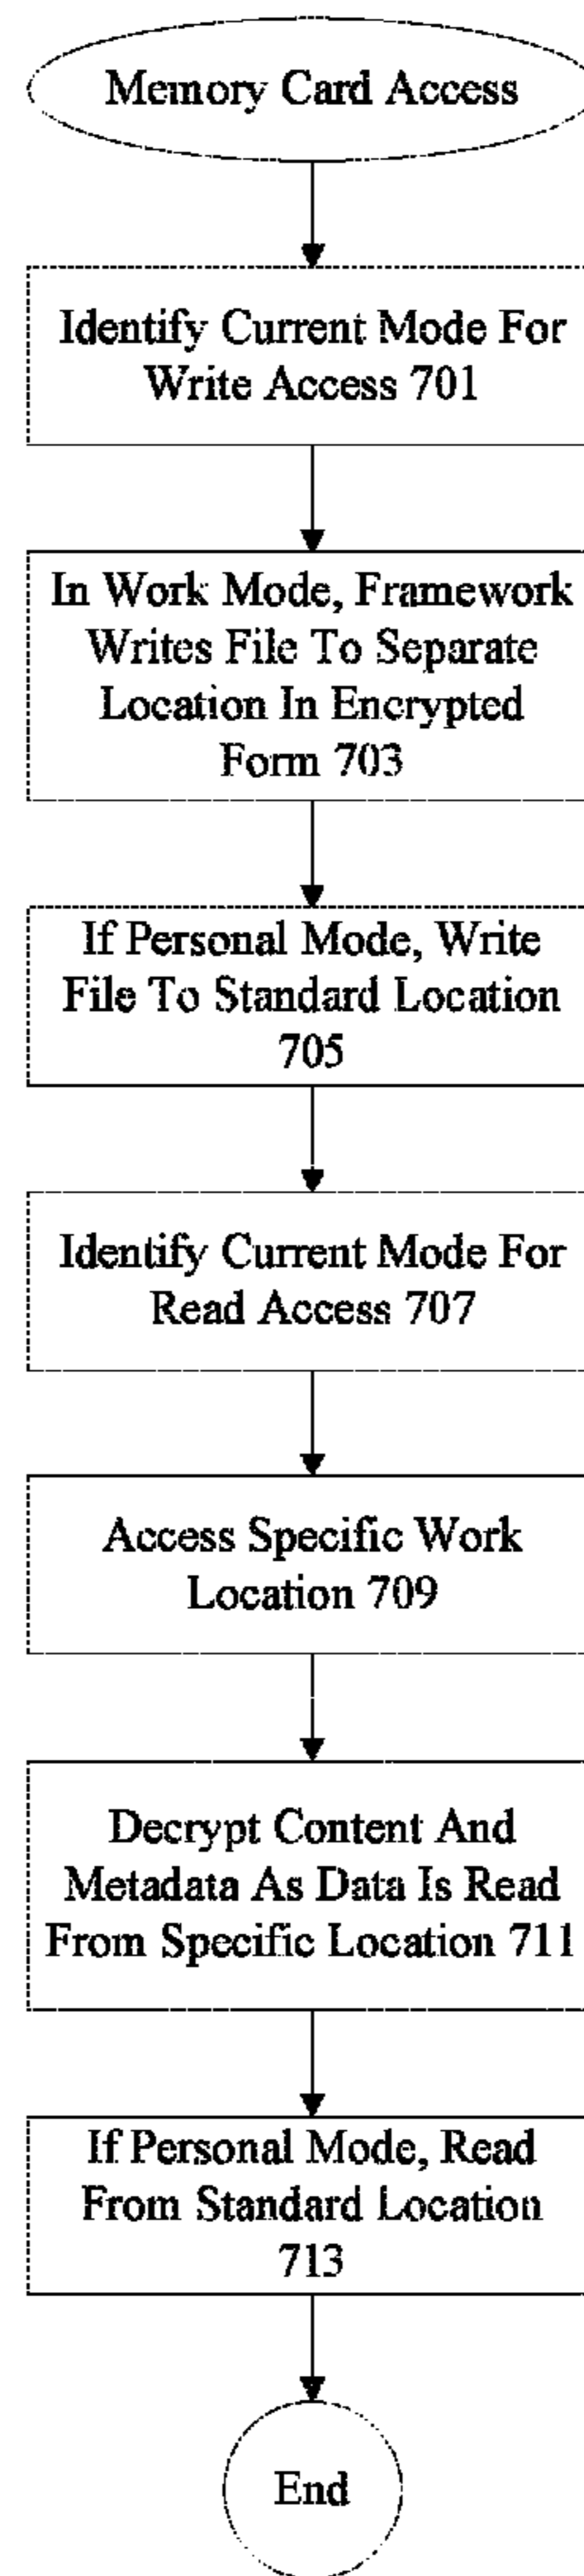 Memory Card Access
Identify Current Mode For
Write Access 701
In Work Mode, Framework
Writes File To Separate
Location In Encrypted
Form 703
If Personal Mode, Write
File To Standard Location
705
Identify Current Mode For
Read Access 707
Access Specific Work
Location 709
Decrypt Content And
Metadata As Data Is Read
From Specific Location 711
If Personal Mode, Read
From Standard Location
713
End